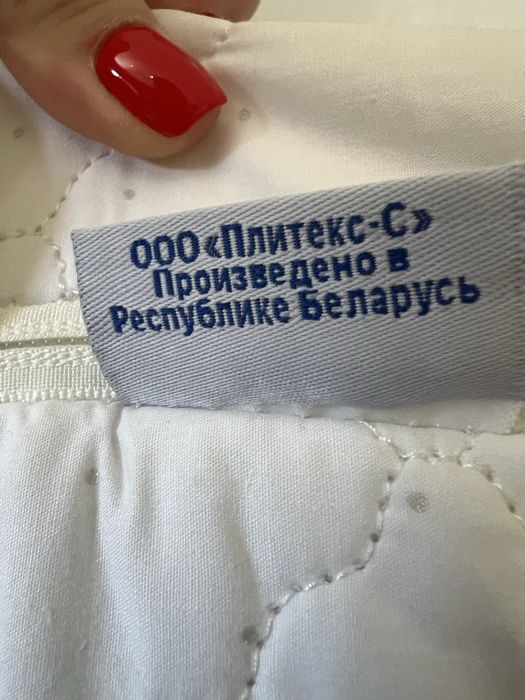 ООО «Плитекс-С»
Произведено в
Республике Беларусь